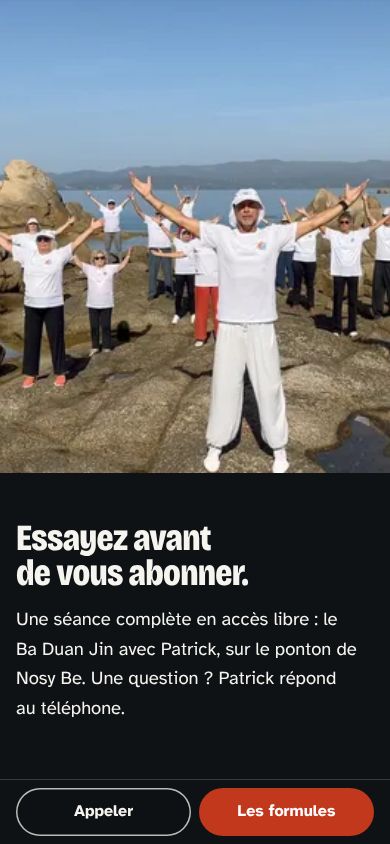 Essayez avant
de vous abonner.
Une séance complète en accès libre : le
Ba Duan Jin avec Patrick, sur le ponton de
Nosy Be. Une question ? Patrick répond
au téléphone.
Appeler
Les formules